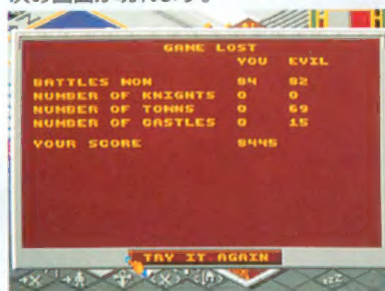 GAME LOST
YOU EVIL
BATTLES WON 84 82
NUMBER OF KNIGHTS 0 0
NUMBER OF TOWNS 0 69
NUMBER OF CASTLES 0 15
YOUR SCORE 8445
TRY IT AGAIN